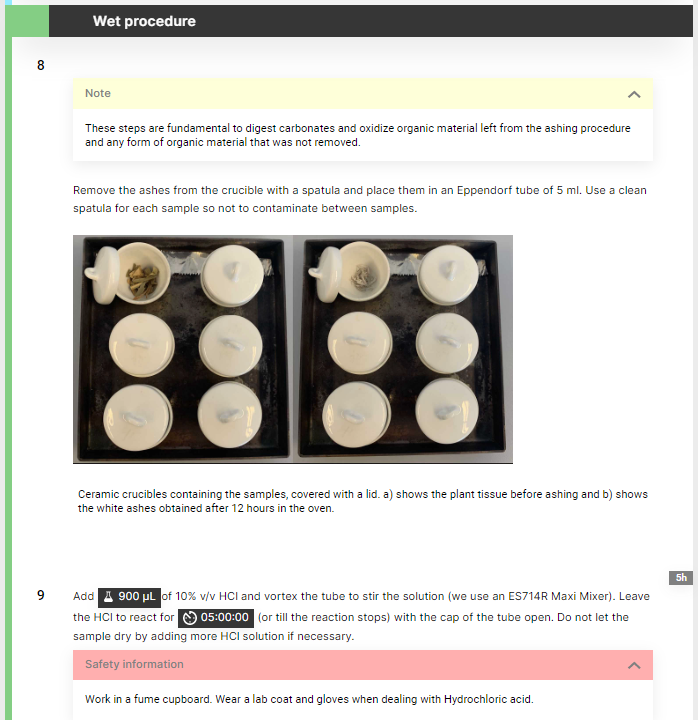 Wet procedure
8
Note
These steps are fundamental to digest carbonates and oxidize organic material left from the ashing procedure
and any form of organic material that was not removed.
Remove the ashes from the crucible with a spatula and place them in an Eppendorf tube of 5 ml. Use a clean
spatula for each sample so not to contaminate between samples.
Ceramic crucibles containing the samples, covered with a lid. a) shows the plant tissue before ashing and b) shows
the white ashes obtained after 12 hours in the oven.
5h
9
Add 900 µL of 10% v/v HCl and vortex the tube to stir the solution (we use an ES714R Maxi Mixer). Leave
the HCl to react for 05:00:00 (or till the reaction stops) with the cap of the tube open. Do not let the
sample dry by adding more HCl solution if necessary.
Safety information
Work in a fume cupboard. Wear a lab coat and gloves when dealing with Hydrochloric acid.